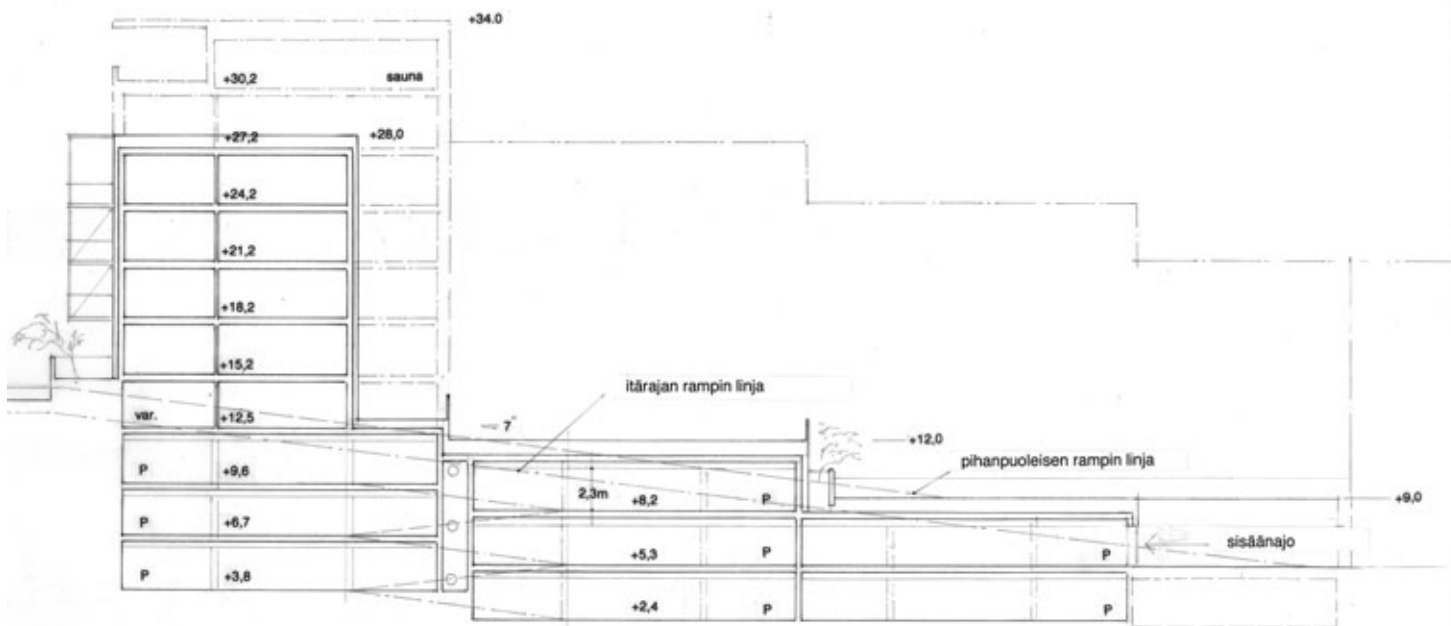 +34.0
+30,2 sauna
+27,2 +28,0
+24,2
+21,2
+18,2
+15,2
itärajan rampin linja
var. +12,5
7°
+12,0
pihanpuoleisen rampin linja
P +9,6
2,3m
+8,2 P
+9,0
P +6,7
sisäänajo
+5,3 P P
P +3,8
+2,4 P P